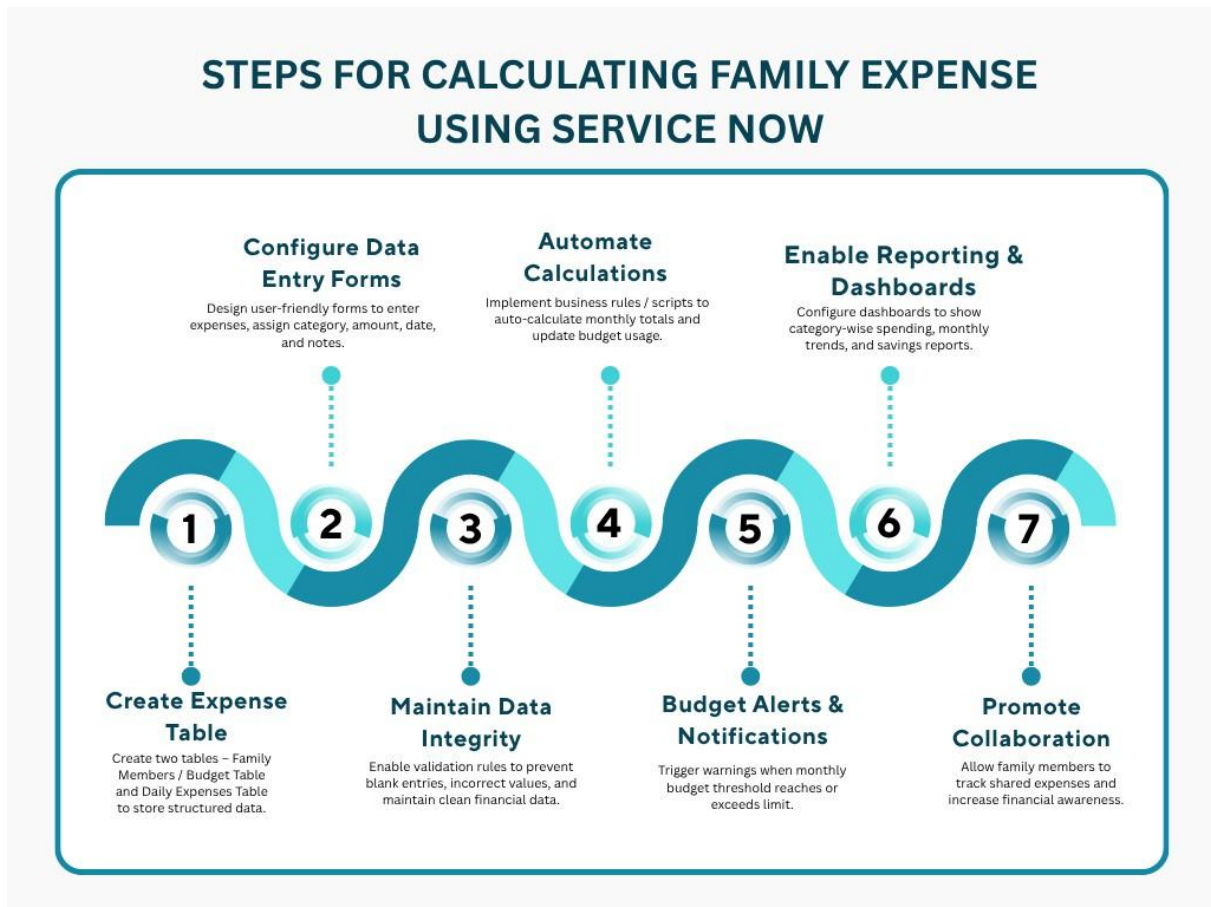 STEPS FOR CALCULATING FAMILY EXPENSE
USING SERVICE NOW
1
Create Expense
Table
Create two tables – Family
Members / Budget Table
and Daily Expenses Table
to store structured data.
2
Configure Data
Entry Forms
Design user-friendly forms to enter
expenses, assign category, amount, date,
and notes.
3
Maintain Data
Integrity
Enable validation rules to prevent
blank entries, incorrect values, and
maintain clean financial data.
4
Automate
Calculations
Implement business rules / scripts to
auto-calculate monthly totals and
update budget usage.
5
Budget Alerts &
Notifications
Trigger warnings when monthly
budget threshold reaches or
exceeds limit.
6
Enable Reporting &
Dashboards
Configure dashboards to show
category-wise spending, monthly
trends, and savings reports.
7
Promote
Collaboration
Allow family members to
track shared expenses and
increase financial awareness.